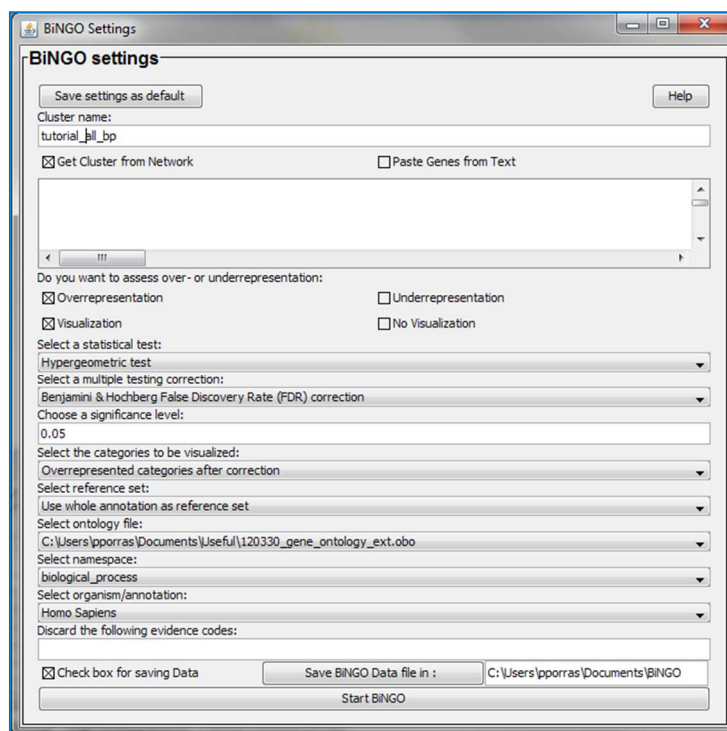 BiNGO Settings
BiNGO settings
Save settings as default Help
Cluster name:
tutorial_all_bp
Get Cluster from Network Paste Genes from Text
Do you want to assess over- or underrepresentation:
Overrepresentation Underrepresentation
Visualization No Visualization
Select a statistical test:
Hypergeometric test
Select a multiple testing correction:
Benjamini & Hochberg False Discovery Rate (FDR) correction
Choose a significance level:
0.05
Select the categories to be visualized:
Overrepresented categories after correction
Select reference set:
Use whole annotation as reference set
Select ontology file:
C:\Users\pporras\Documents\Useful\120330_gene_ontology_ext.obo
Select namespace:
biological_process
Select organism/annotation:
Homo Sapiens
Discard the following evidence codes:
Check box for saving Data Save BiNGO Data file in : C:\Users\pporras\Documents\BiNGO
Start BiNGO